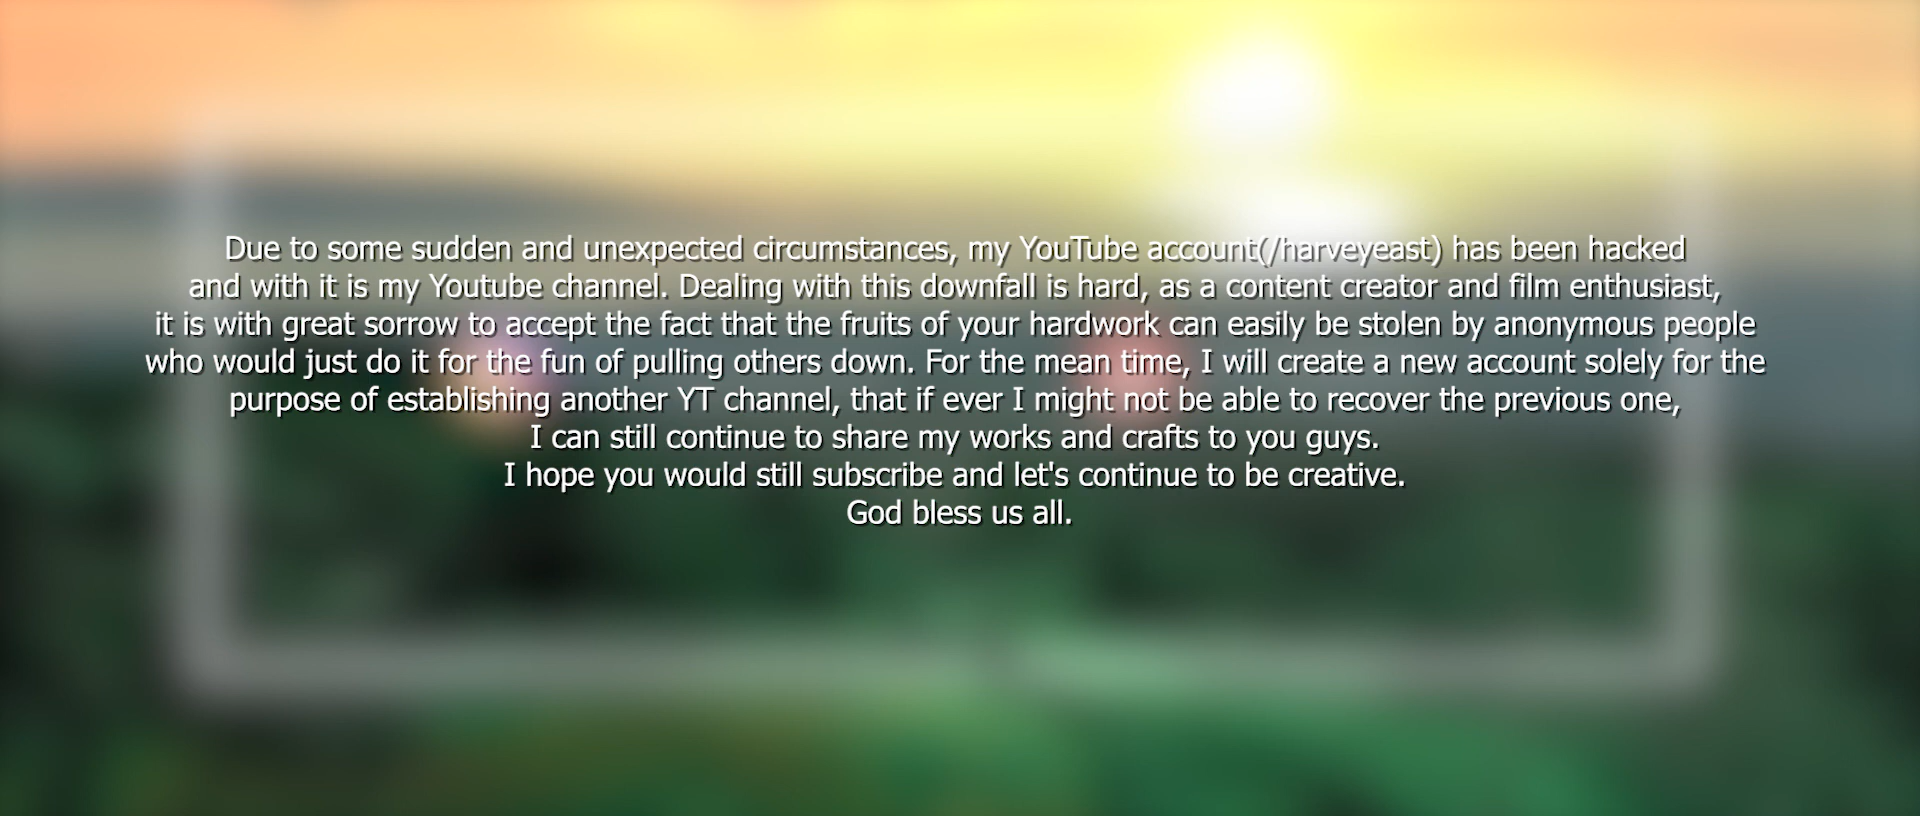 Due to some sudden and unexpected circumstances, my YouTube account(/harveyeast) has been hacked
and with it is my Youtube channel. Dealing with this downfall is hard, as a content creator and film enthusiast,
it is with great sorrow to accept the fact that the fruits of your hardwork can easily be stolen by anonymous people
who would just do it for the fun of pulling others down. For the mean time, I will create a new account solely for the
purpose of establishing another YT channel, that if ever I might not be able to recover the previous one,
I can still continue to share my works and crafts to you guys.
I hope you would still subscribe and let's continue to be creative.
God bless us all.